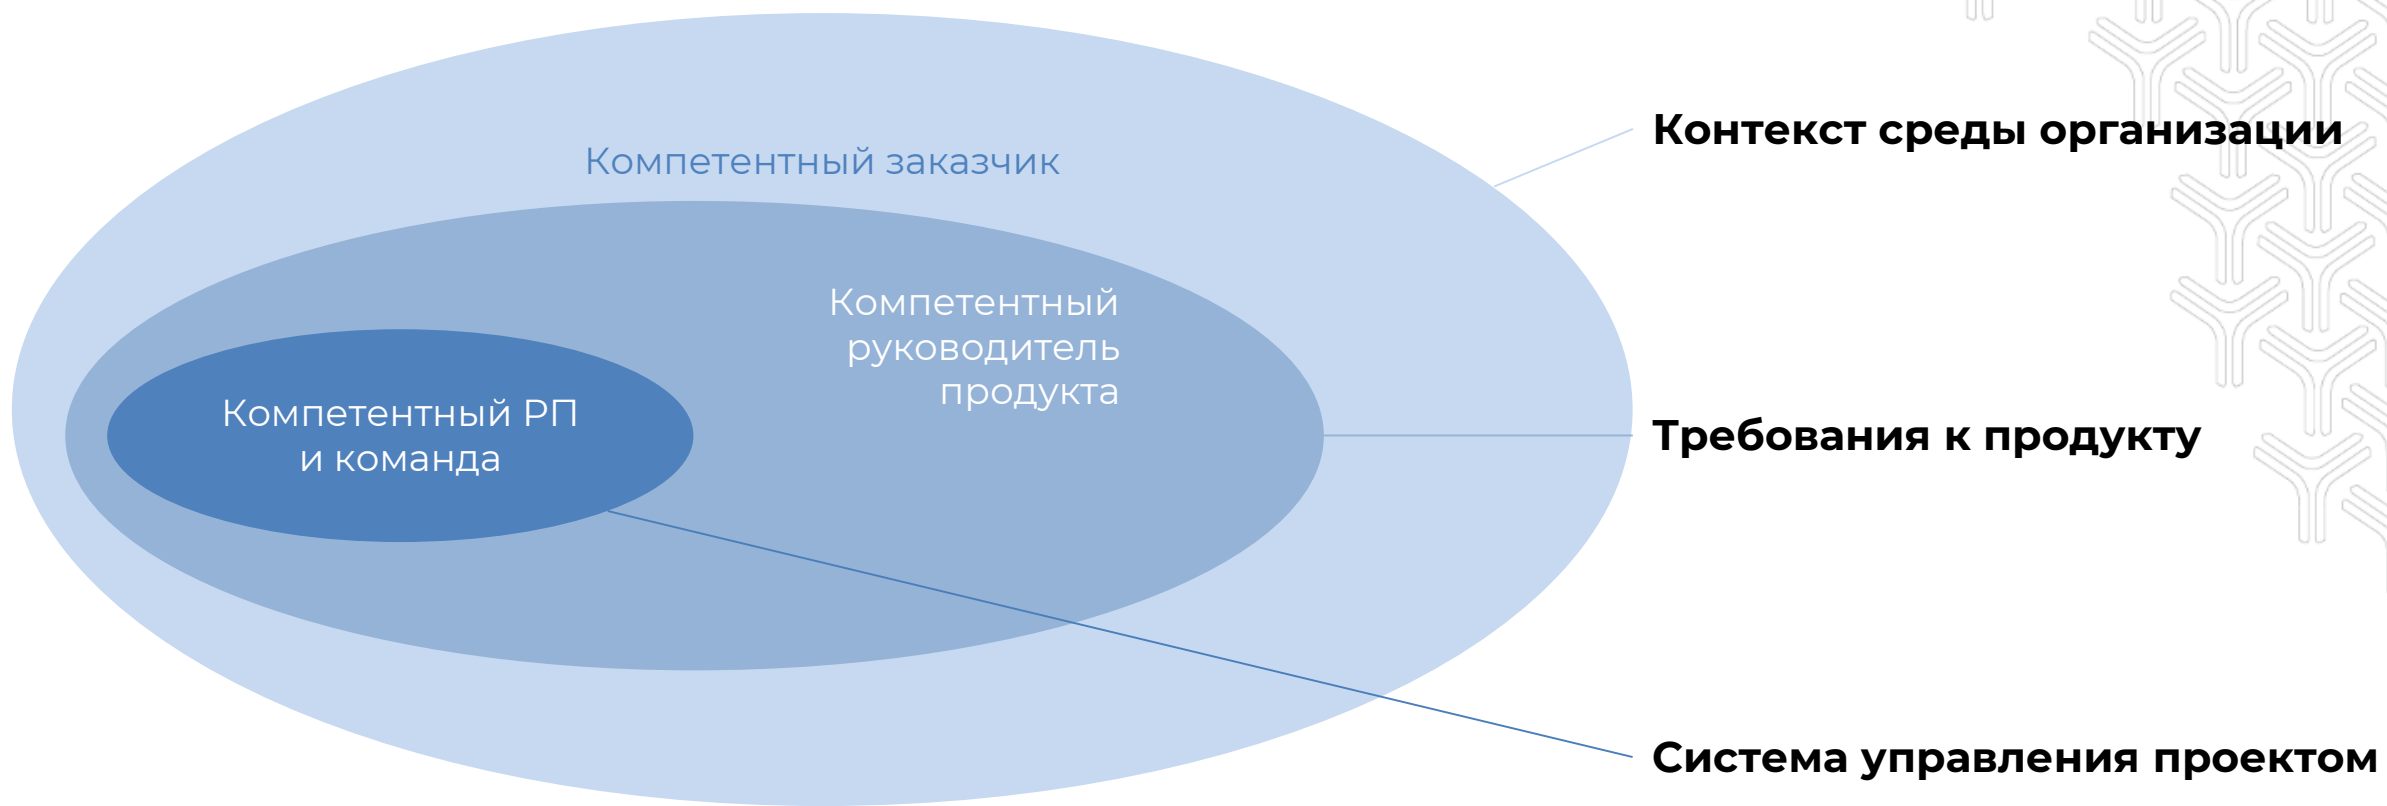 Контекст среды организации
Компетентный заказчик
Компетентный
руководитель
продукта
Компетентный РП
и команда
Требования к продукту
Система управления проектом